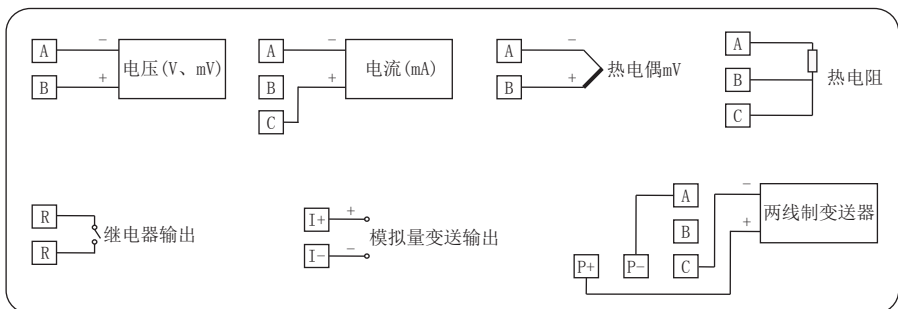 A
B
−
+
电压(V、mV)
A
B
C
−
+
电流(mA)
A
B
−
+
热电偶mV
A
B
C
热电阻
R
R
继电器输出
I+
I−
+
−
模拟量变送输出
P+
P−
A
B
C
−
+
两线制变送器